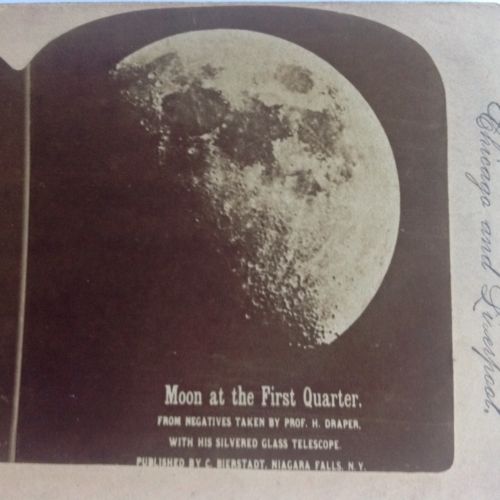 Moon at the First Quarter.
FROM NEGATIVES TAKEN BY PROF. H. DRAPER,
WITH HIS SILVERED GLASS TELESCOPE.
PUBLISHED BY C. BIERSTADT, NIAGARA FALLS, N.Y.
Chicago and Liverpool.